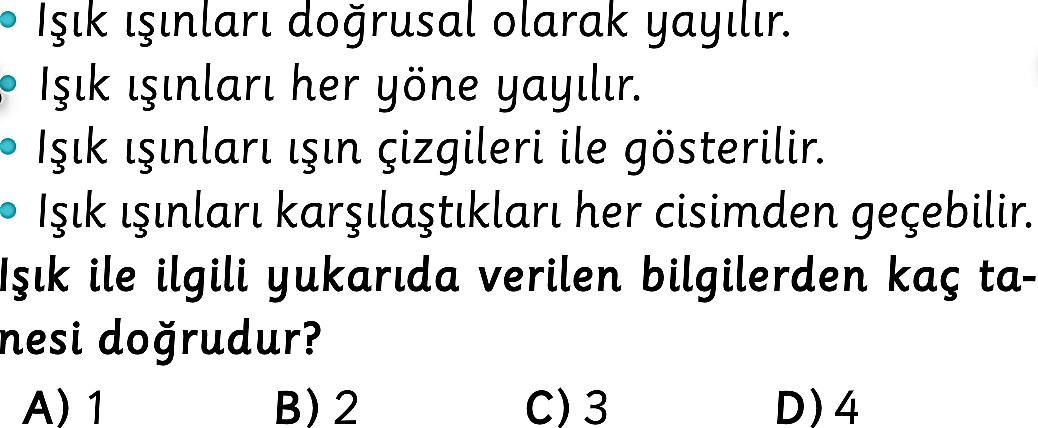 • Işık ışınları doğrusal olarak yayılır.
• Işık ışınları her yöne yayılır.
• Işık ışınları ışın çizgileri ile gösterilir.
• Işık ışınları karşılaştıkları her cisimden geçebilir.
Işık ile ilgili yukarıda verilen bilgilerden kaç ta-
nesi doğrudur?
A) 1 B) 2 C) 3 D) 4